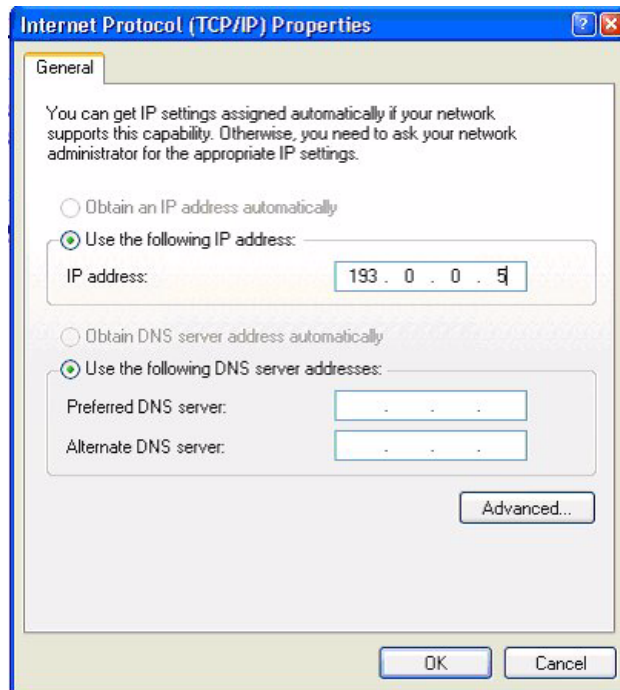 Internet Protocol (TCP/IP) Properties
General
You can get IP settings assigned automatically if your network
supports this capability. Otherwise, you need to ask your network
administrator for the appropriate IP settings.
Obtain an IP address automatically
Use the following IP address:
IP address: 193 . 0 . 0 . 5
Obtain DNS server address automatically
Use the following DNS server addresses:
Preferred DNS server: . . .
Alternate DNS server: . . .
Advanced...
OK Cancel